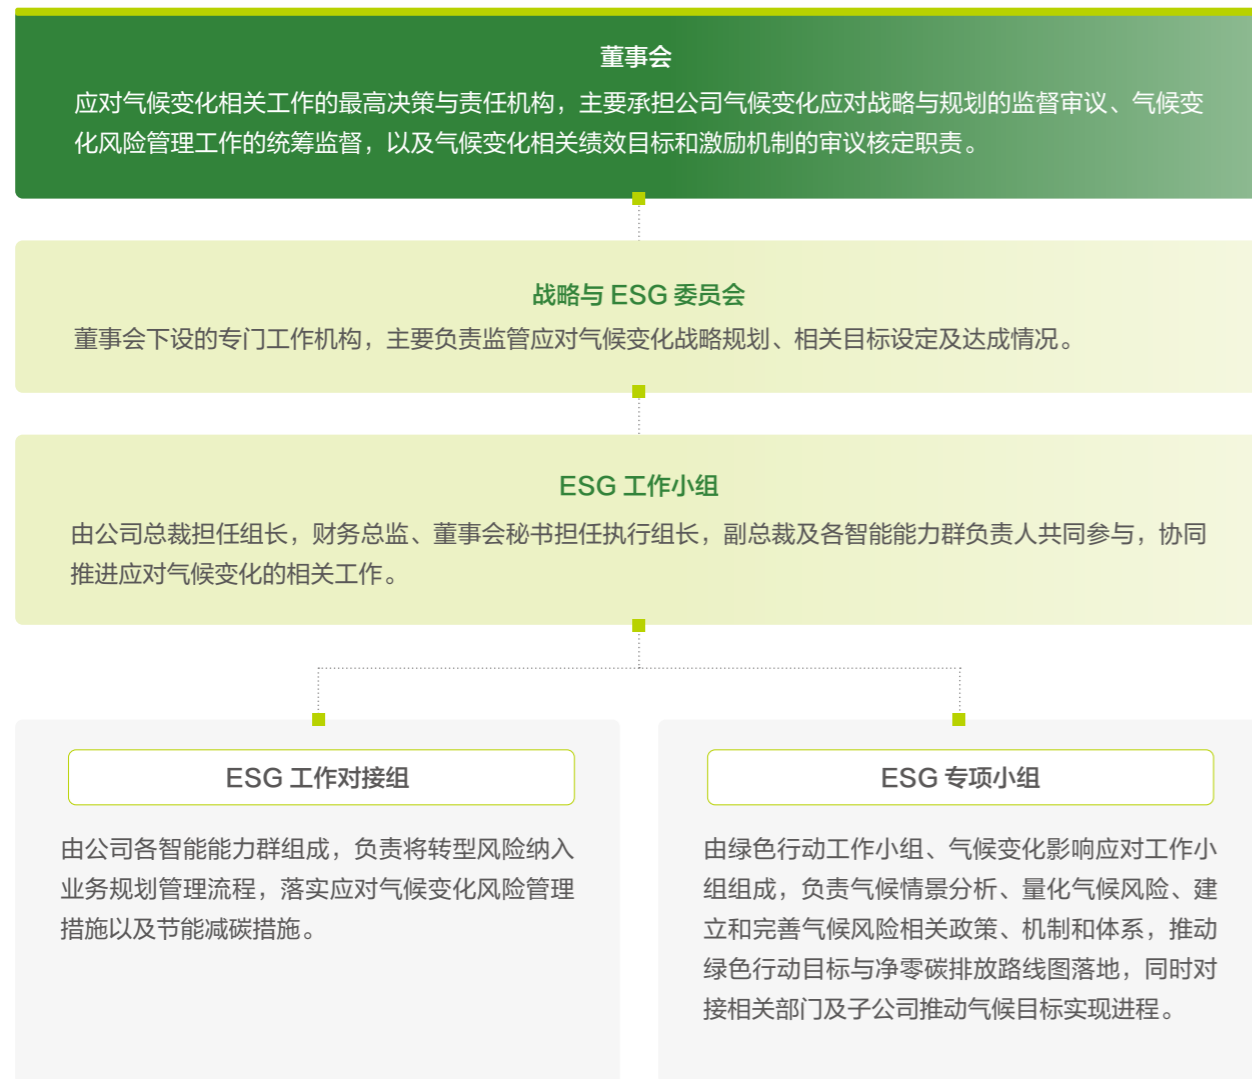 董事会
应对气候变化相关工作的最高决策与责任机构，主要承担公司气候变化应对战略与规划的监督审议、气候变
化风险管理工作的统筹监督，以及气候变化相关绩效目标和激励机制的审议核定职责。
战略与 ESG 委员会
董事会下设的专门工作机构，主要负责监管应对气候变化战略规划、相关目标设定及达成情况。
ESG 工作小组
由公司总裁担任组长，财务总监、董事会秘书担任执行组长，副总裁及各智能能力群负责人共同参与，协同
推进应对气候变化的相关工作。
ESG 工作对接组
由公司各智能能力群组成，负责将转型风险纳入
业务规划管理流程，落实应对气候变化风险管理
措施以及节能减碳措施。
ESG 专项小组
由绿色行动工作小组、气候变化影响应对工作小
组组成，负责气候情景分析、量化气候风险、建
立和完善气候风险相关政策、机制和体系，推动
绿色行动目标与净零碳排放路线图落地，同时对
接相关部门及子公司推动气候目标实现进程。